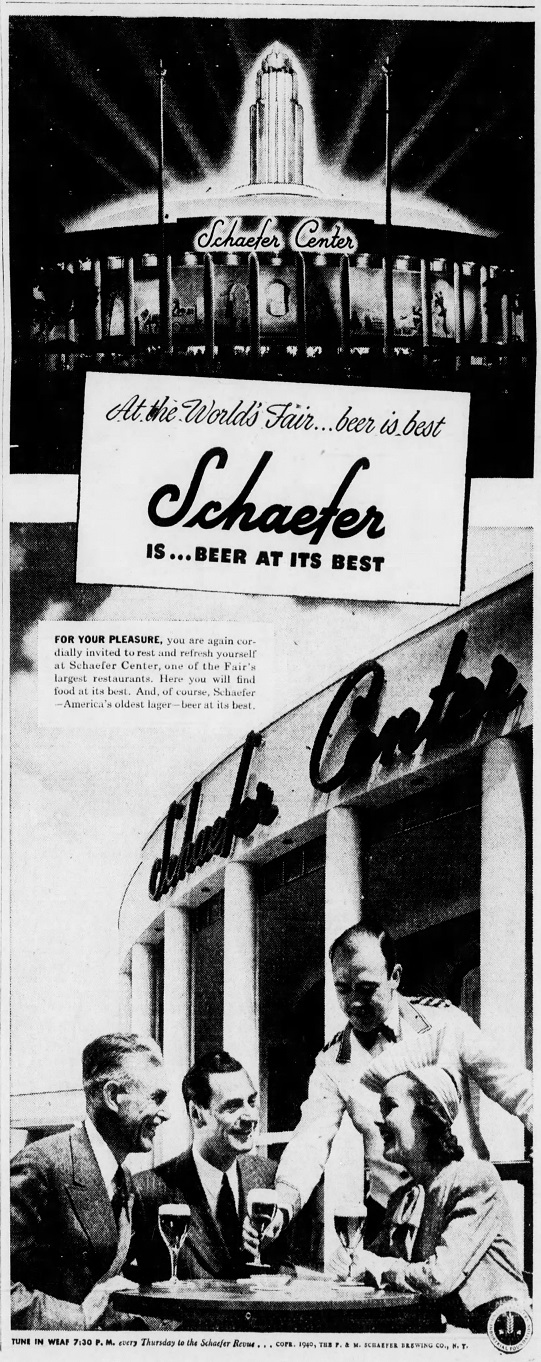 Schaefer Center
At the World's Fair...beer is best
Schaefer
IS...BEER AT ITS BEST
FOR YOUR PLEASURE, you are again cor-
dially invited to rest and refresh yourself
at Schaefer Center, one of the Fair's
largest restaurants. Here you will find
food at its best. And, of course, Schaefer
—America's oldest lager—beer at its best.
Schaefer Center
TUNE IN WEAF 7:30 P. M. every Thursday to the Schaefer Revue . . . COPR. 1940, THE F. & M. SCHAEFER BREWING CO., N. Y.